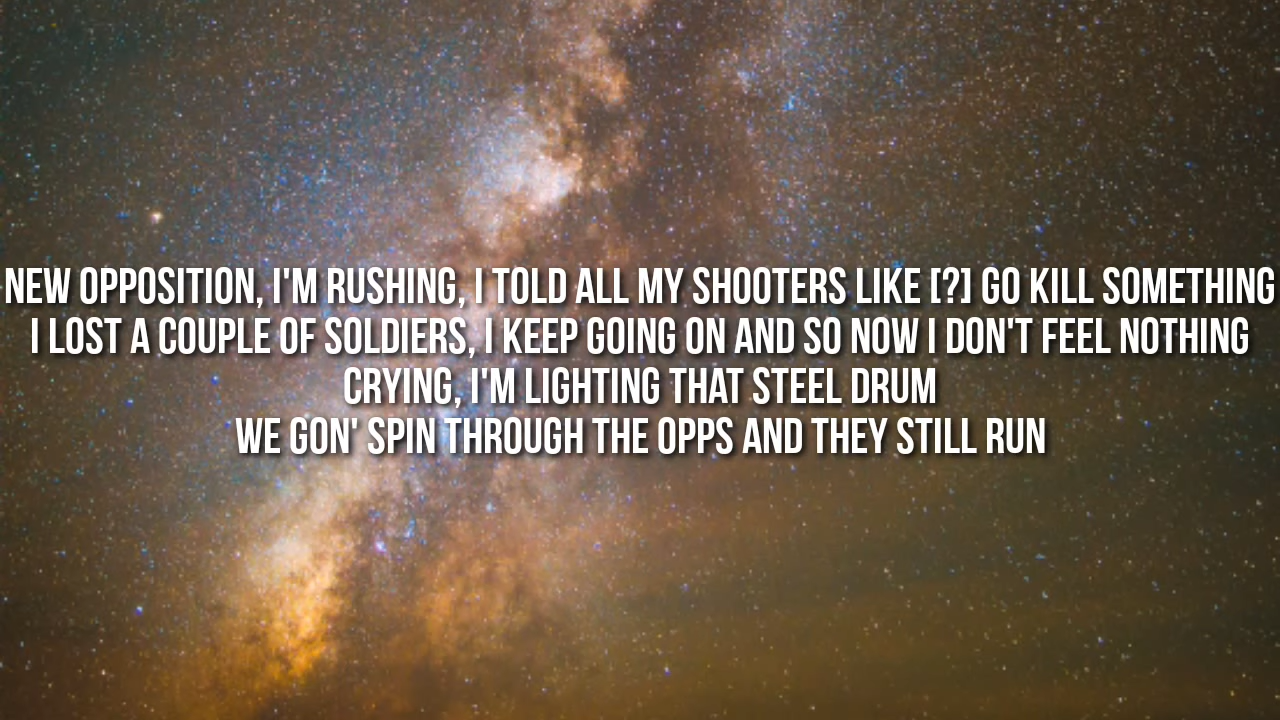 NEW OPPOSITION, I'M RUSHING, I TOLD ALL MY SHOOTERS LIKE [?] GO KILL SOMETHING
I LOST A COUPLE OF SOLDIERS, I KEEP GOING ON AND SO NOW I DON'T FEEL NOTHING
CRYING, I'M LIGHTING THAT STEEL DRUM
WE GON' SPIN THROUGH THE OPPS AND THEY STILL RUN